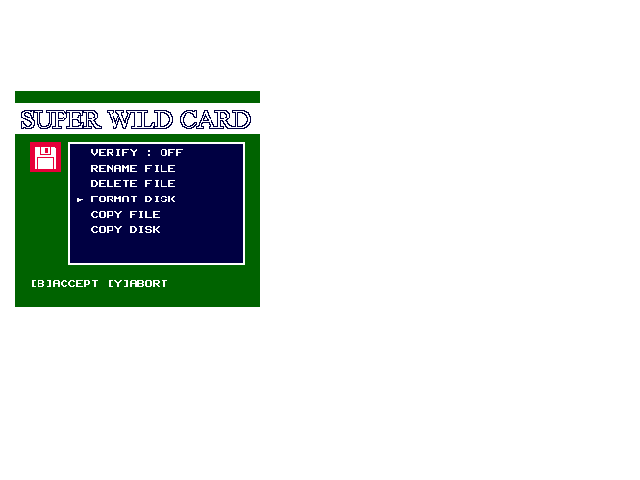 SUPER WILD CARD
VERIFY : OFF
RENAME FILE
DELETE FILE
► FORMAT DISK
COPY FILE
COPY DISK
[B]ACCEPT [Y]ABORT